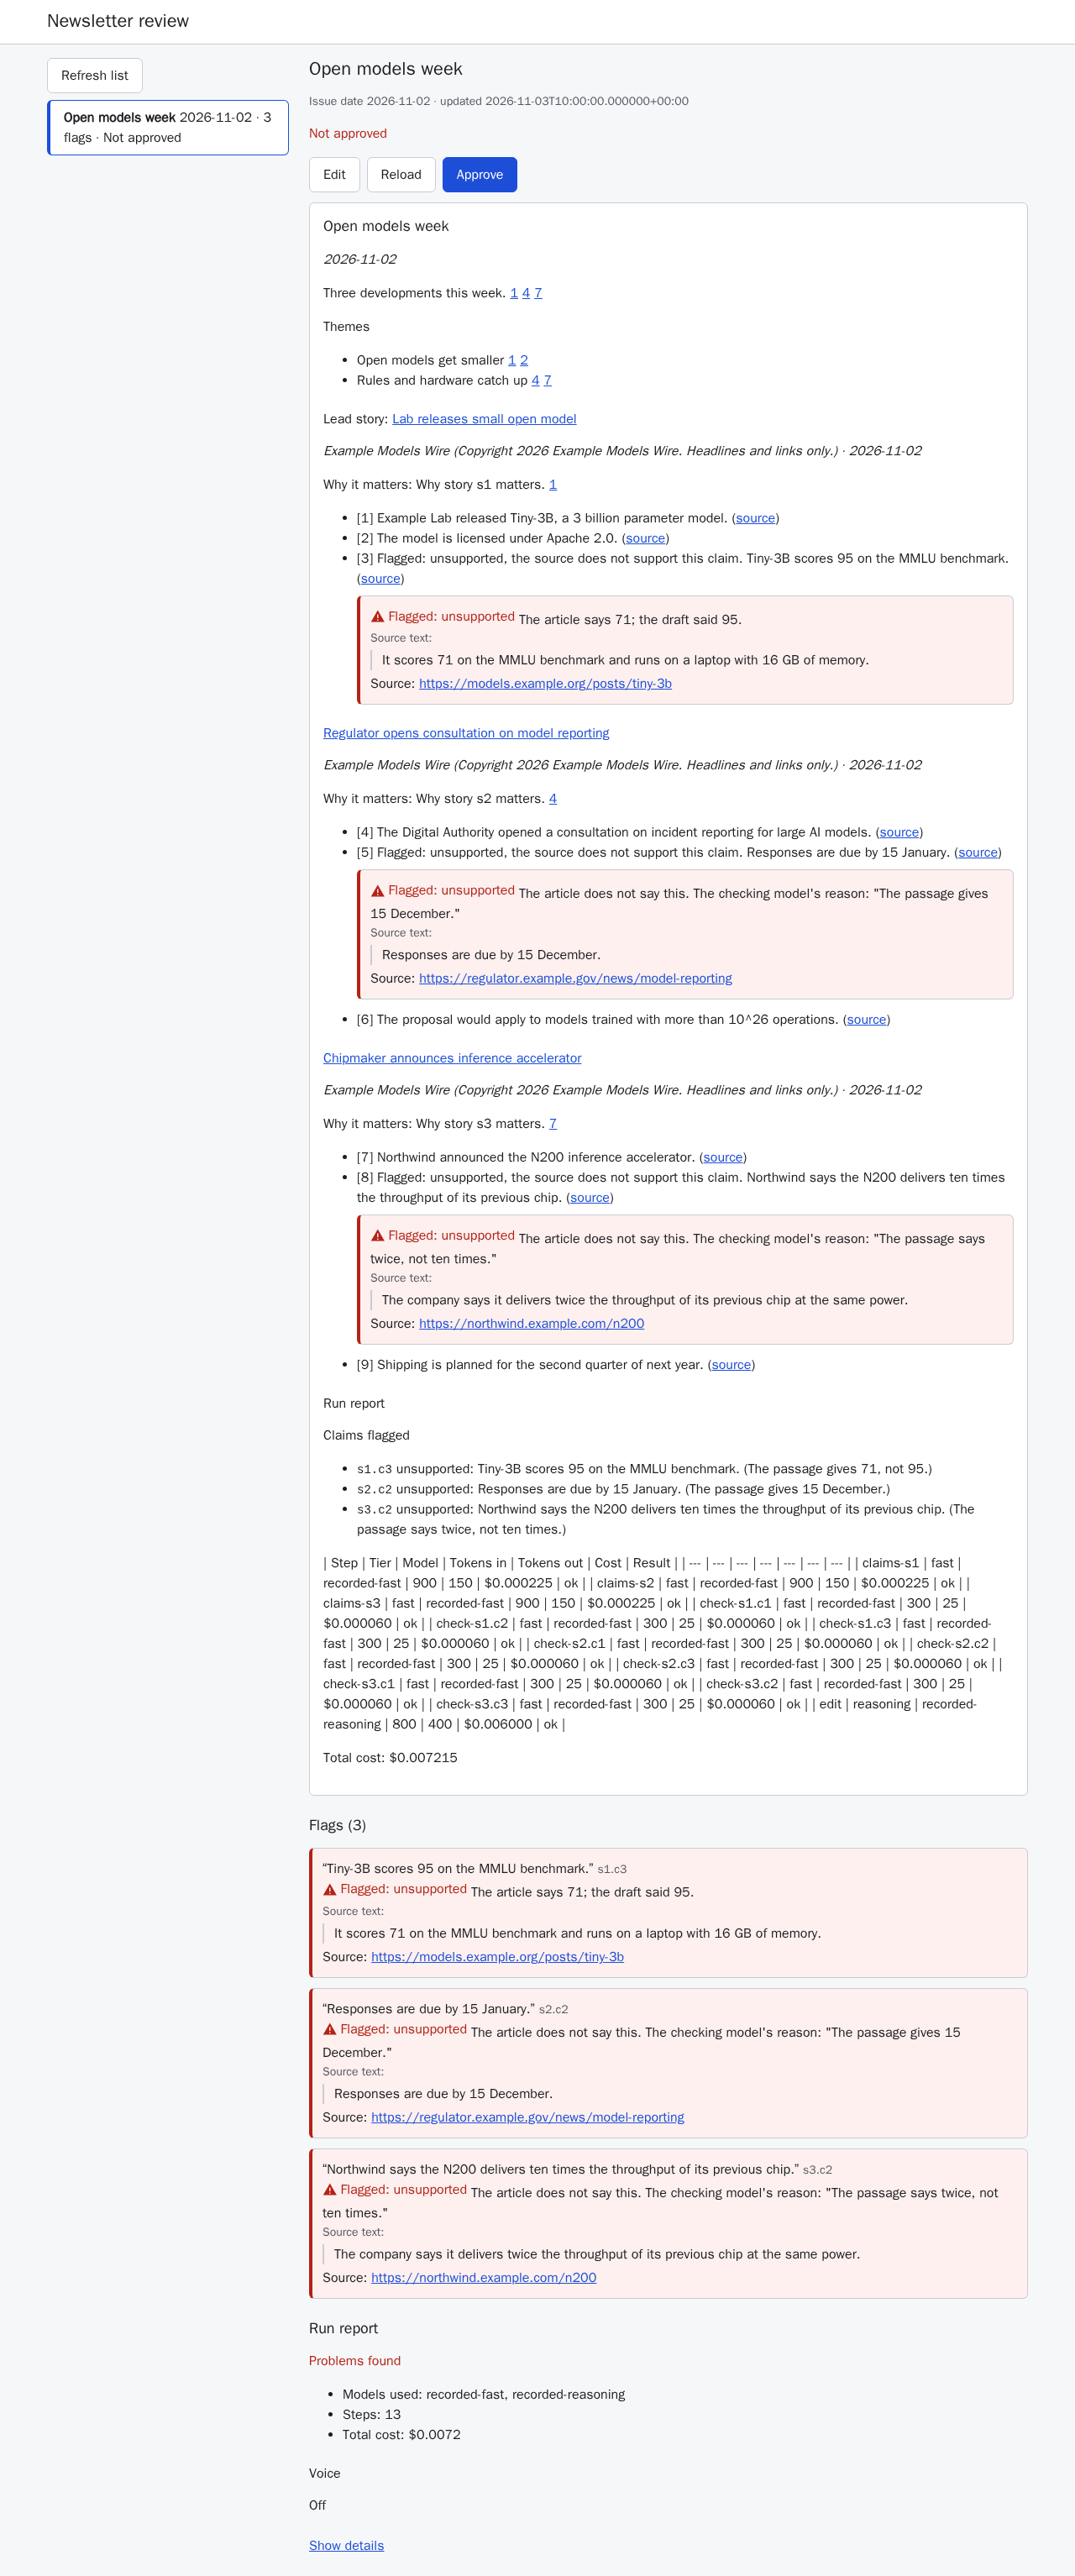 Newsletter review
Refresh list
Open models week 2026-11-02 · 3
flags · Not approved
Open models week
Issue date 2026-11-02 · updated 2026-11-03T10:00:00.000000+00:00
Not approved
Edit
Reload
Approve
Open models week
2026-11-02
Three developments this week. 1 4 7
Themes
• Open models get smaller 1 2
• Rules and hardware catch up 4 7
Lead story: Lab releases small open model
Example Models Wire (Copyright 2026 Example Models Wire. Headlines and links only.) · 2026-11-02
Why it matters: Why story s1 matters. 1
• [1] Example Lab released Tiny-3B, a 3 billion parameter model. (source)
• [2] The model is licensed under Apache 2.0. (source)
• [3] Flagged: unsupported, the source does not support this claim. Tiny-3B scores 95 on the MMLU benchmark.
(source)
Flagged: unsupported The article says 71; the draft said 95.
Source text:
It scores 71 on the MMLU benchmark and runs on a laptop with 16 GB of memory.
Source: https://models.example.org/posts/tiny-3b
Regulator opens consultation on model reporting
Example Models Wire (Copyright 2026 Example Models Wire. Headlines and links only.) · 2026-11-02
Why it matters: Why story s2 matters. 4
• [4] The Digital Authority opened a consultation on incident reporting for large AI models. (source)
• [5] Flagged: unsupported, the source does not support this claim. Responses are due by 15 January. (source)
Flagged: unsupported The article does not say this. The checking model's reason: "The passage gives
15 December."
Source text:
Responses are due by 15 December.
Source: https://regulator.example.gov/news/model-reporting
• [6] The proposal would apply to models trained with more than 10^26 operations. (source)
Chipmaker announces inference accelerator
Example Models Wire (Copyright 2026 Example Models Wire. Headlines and links only.) · 2026-11-02
Why it matters: Why story s3 matters. 7
• [7] Northwind announced the N200 inference accelerator. (source)
• [8] Flagged: unsupported, the source does not support this claim. Northwind says the N200 delivers ten times
the throughput of its previous chip. (source)
Flagged: unsupported The article does not say this. The checking model's reason: "The passage says
twice, not ten times."
Source text:
The company says it delivers twice the throughput of its previous chip at the same power.
Source: https://northwind.example.com/n200
• [9] Shipping is planned for the second quarter of next year. (source)
Run report
Claims flagged
• s1.c3 unsupported: Tiny-3B scores 95 on the MMLU benchmark. (The passage gives 71, not 95.)
• s2.c2 unsupported: Responses are due by 15 January. (The passage gives 15 December.)
• s3.c2 unsupported: Northwind says the N200 delivers ten times the throughput of its previous chip. (The
passage says twice, not ten times.)
| Step | Tier | Model | Tokens in | Tokens out | Cost | Result | | --- | --- | --- | --- | --- | --- | --- | | claims-s1 | fast |
recorded-fast | 900 | 150 | $0.000225 | ok | | claims-s2 | fast | recorded-fast | 900 | 150 | $0.000225 | ok | |
claims-s3 | fast | recorded-fast | 900 | 150 | $0.000225 | ok | | check-s1.c1 | fast | recorded-fast | 300 | 25 |
$0.000060 | ok | | check-s1.c2 | fast | recorded-fast | 300 | 25 | $0.000060 | ok | | check-s1.c3 | fast | recorded-
fast | 300 | 25 | $0.000060 | ok | | check-s2.c1 | fast | recorded-fast | 300 | 25 | $0.000060 | ok | | check-s2.c2 |
fast | recorded-fast | 300 | 25 | $0.000060 | ok | | check-s2.c3 | fast | recorded-fast | 300 | 25 | $0.000060 | ok | |
check-s3.c1 | fast | recorded-fast | 300 | 25 | $0.000060 | ok | | check-s3.c2 | fast | recorded-fast | 300 | 25 |
$0.000060 | ok | | check-s3.c3 | fast | recorded-fast | 300 | 25 | $0.000060 | ok | | edit | reasoning | recorded-
reasoning | 800 | 400 | $0.006000 | ok |
Total cost: $0.007215
Flags (3)
“Tiny-3B scores 95 on the MMLU benchmark.” s1.c3
Flagged: unsupported The article says 71; the draft said 95.
Source text:
It scores 71 on the MMLU benchmark and runs on a laptop with 16 GB of memory.
Source: https://models.example.org/posts/tiny-3b
“Responses are due by 15 January.” s2.c2
Flagged: unsupported The article does not say this. The checking model's reason: "The passage gives 15
December."
Source text:
Responses are due by 15 December.
Source: https://regulator.example.gov/news/model-reporting
“Northwind says the N200 delivers ten times the throughput of its previous chip.” s3.c2
Flagged: unsupported The article does not say this. The checking model's reason: "The passage says twice, not
ten times."
Source text:
The company says it delivers twice the throughput of its previous chip at the same power.
Source: https://northwind.example.com/n200
Run report
Problems found
• Models used: recorded-fast, recorded-reasoning
• Steps: 13
• Total cost: $0.0072
Voice
Off
Show details